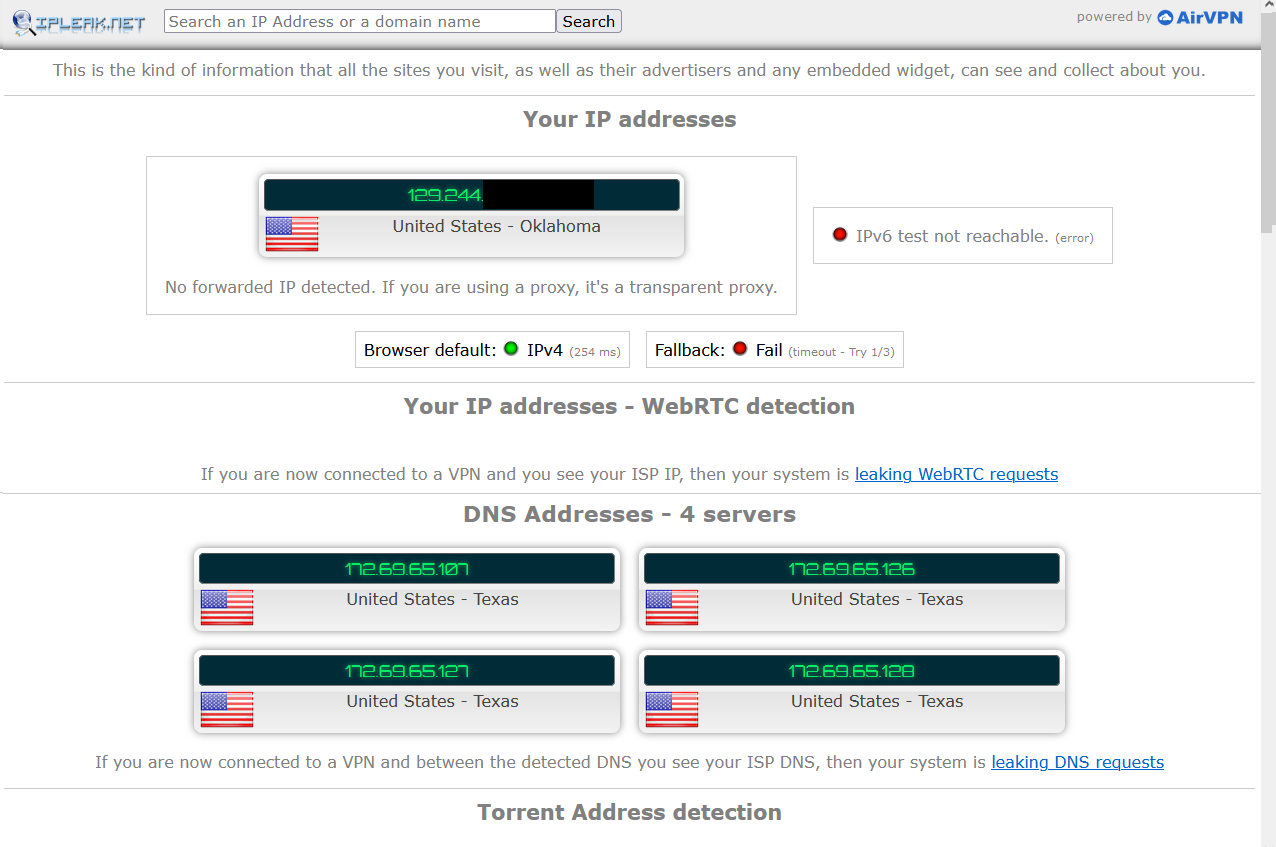 IPLEAK.NET
Search an IP Address or a domain name Search
powered by AirVPN
This is the kind of information that all the sites you visit, as well as their advertisers and any embedded widget, can see and collect about you.
Your IP addresses
129.244.
United States - Oklahoma
No forwarded IP detected. If you are using a proxy, it's a transparent proxy.
IPv6 test not reachable. (error)
Browser default: IPv4 (254 ms) Fallback: Fail (timeout - Try 1/3)
Your IP addresses - WebRTC detection
If you are now connected to a VPN and you see your ISP IP, then your system is leaking WebRTC requests
DNS Addresses - 4 servers
172.69.65.107
United States - Texas
172.69.65.126
United States - Texas
172.69.65.127
United States - Texas
172.69.65.128
United States - Texas
If you are now connected to a VPN and between the detected DNS you see your ISP DNS, then your system is leaking DNS requests
Torrent Address detection